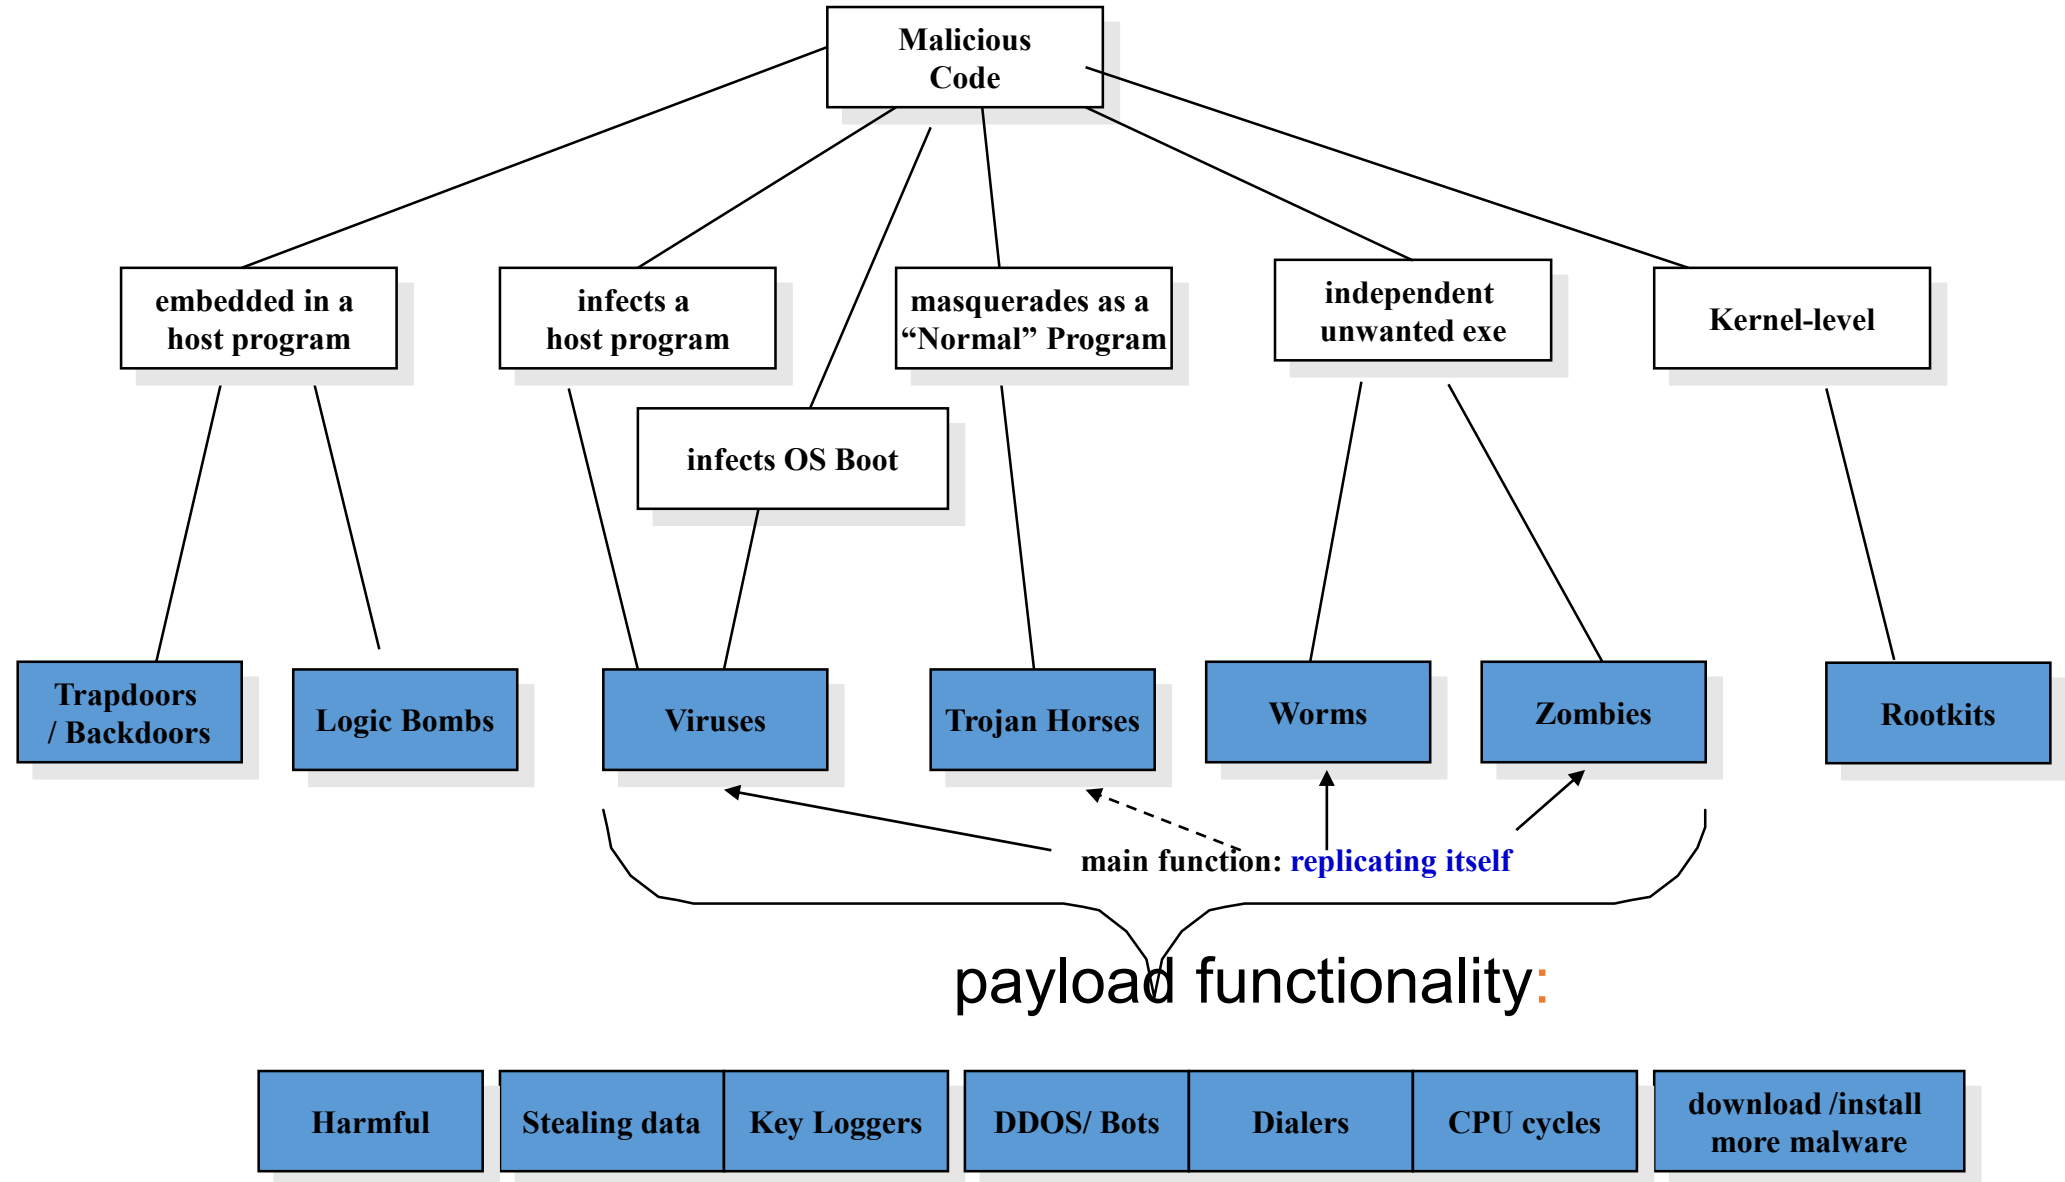 Malicious
Code
embedded in a
host program
infects a
host program
masquerades as a
“Normal” Program
independent
unwanted exe
Kernel-level
infects OS Boot
Trapdoors
/ Backdoors
Logic Bombs
Viruses
Trojan Horses
Worms
Zombies
Rootkits
main function: replicating itself
payload functionality:
Harmful
Stealing data
Key Loggers
DDOS/ Bots
Dialers
CPU cycles
download /install
more malware